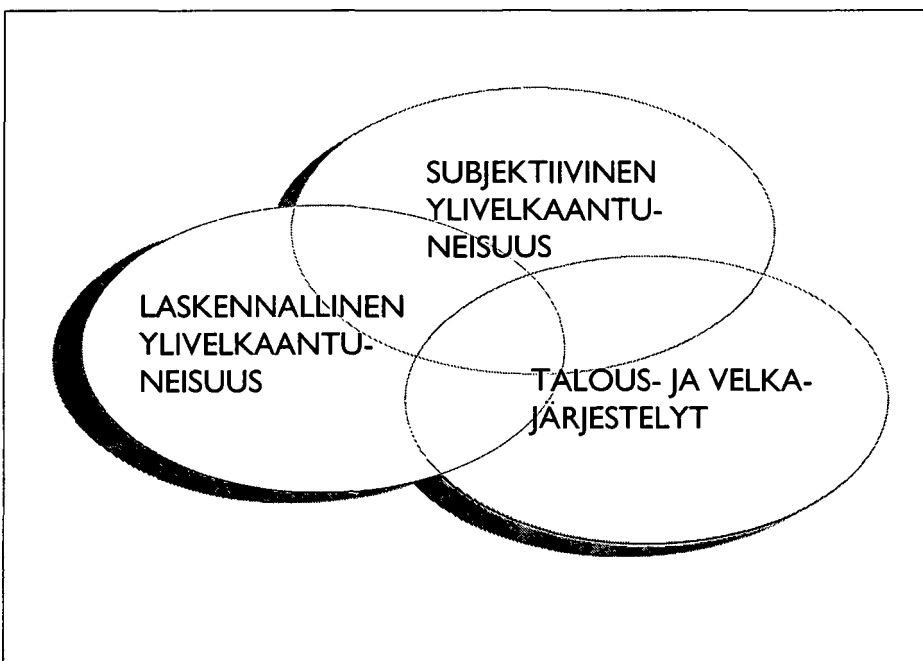 SUBJEKTIIVINEN
YLIVELKAANTU-
NEISUUS
LASKENNALLINEN
YLIVELKAANTU-
NEISUUS
TALOUS- JA VELKA-
JÄRJESTELYT